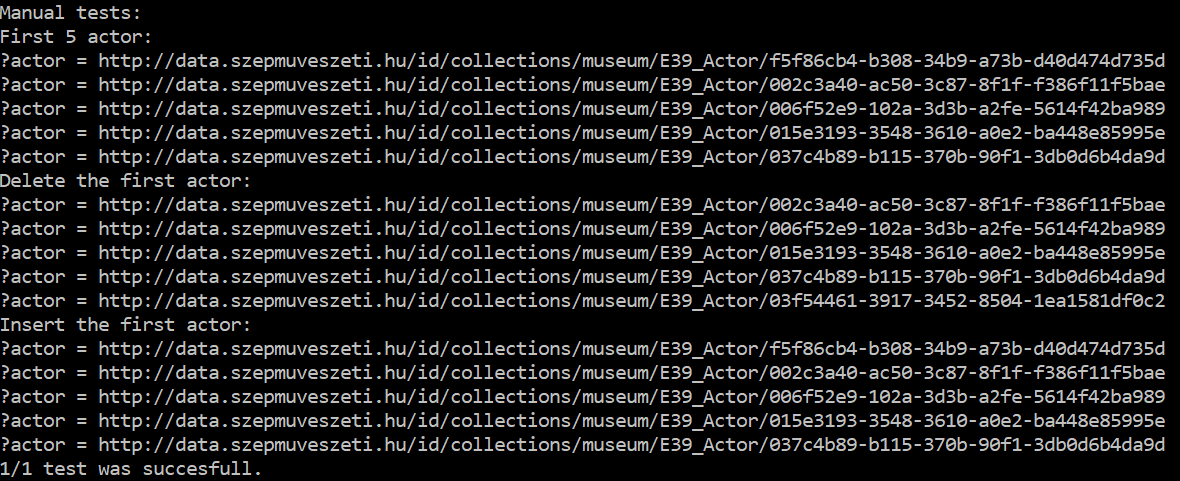 Manual tests:
First 5 actor:
?actor = http://data.szepmuveszeti.hu/id/collections/museum/E39_Actor/f5f86cb4-b308-34b9-a73b-d40d474d735d
?actor = http://data.szepmuveszeti.hu/id/collections/museum/E39_Actor/002c3a40-ac50-3c87-8f1f-f386f11f5bae
?actor = http://data.szepmuveszeti.hu/id/collections/museum/E39_Actor/006f52e9-102a-3d3b-a2fe-5614f42ba989
?actor = http://data.szepmuveszeti.hu/id/collections/museum/E39_Actor/015e3193-3548-3610-a0e2-ba448e85995e
?actor = http://data.szepmuveszeti.hu/id/collections/museum/E39_Actor/037c4b89-b115-370b-90f1-3db0d6b4da9d
Delete the first actor:
?actor = http://data.szepmuveszeti.hu/id/collections/museum/E39_Actor/002c3a40-ac50-3c87-8f1f-f386f11f5bae
?actor = http://data.szepmuveszeti.hu/id/collections/museum/E39_Actor/006f52e9-102a-3d3b-a2fe-5614f42ba989
?actor = http://data.szepmuveszeti.hu/id/collections/museum/E39_Actor/015e3193-3548-3610-a0e2-ba448e85995e
?actor = http://data.szepmuveszeti.hu/id/collections/museum/E39_Actor/037c4b89-b115-370b-90f1-3db0d6b4da9d
?actor = http://data.szepmuveszeti.hu/id/collections/museum/E39_Actor/03f54461-3917-3452-8504-1ea1581df0c2
Insert the first actor:
?actor = http://data.szepmuveszeti.hu/id/collections/museum/E39_Actor/f5f86cb4-b308-34b9-a73b-d40d474d735d
?actor = http://data.szepmuveszeti.hu/id/collections/museum/E39_Actor/002c3a40-ac50-3c87-8f1f-f386f11f5bae
?actor = http://data.szepmuveszeti.hu/id/collections/museum/E39_Actor/006f52e9-102a-3d3b-a2fe-5614f42ba989
?actor = http://data.szepmuveszeti.hu/id/collections/museum/E39_Actor/015e3193-3548-3610-a0e2-ba448e85995e
?actor = http://data.szepmuveszeti.hu/id/collections/museum/E39_Actor/037c4b89-b115-370b-90f1-3db0d6b4da9d
1/1 test was succesfull.